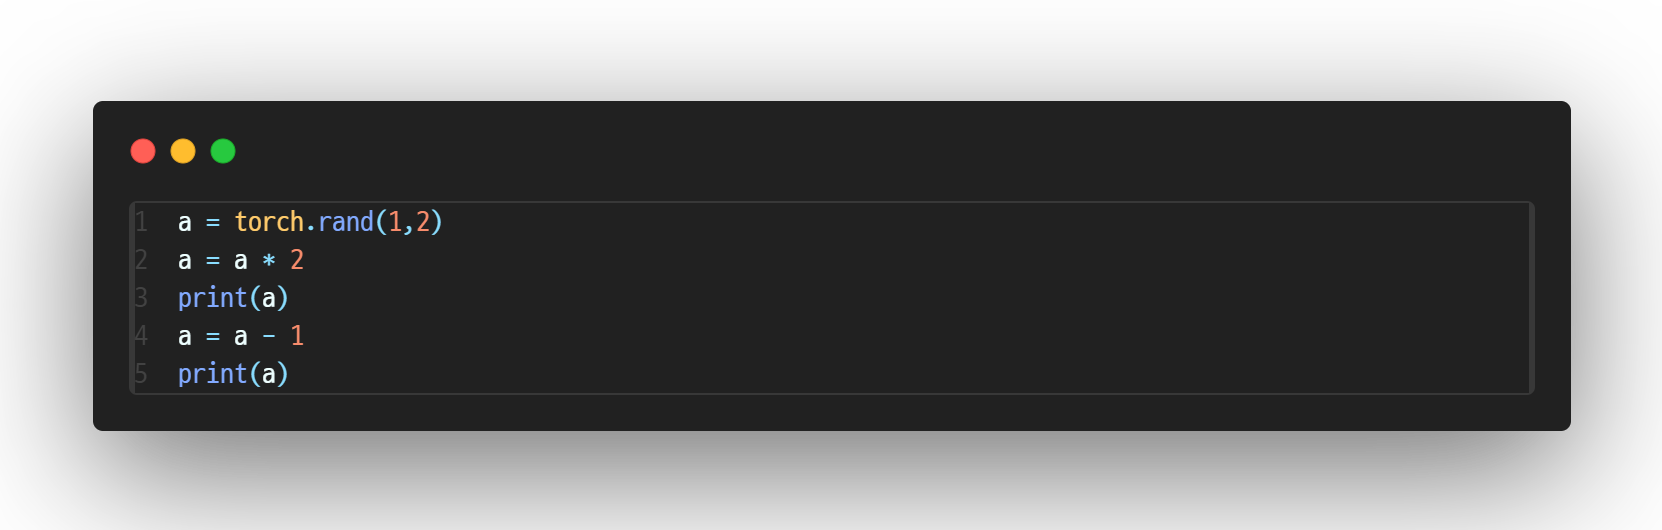 1 a = torch.rand(1,2)
2 a = a * 2
3 print(a)
4 a = a - 1
5 print(a)